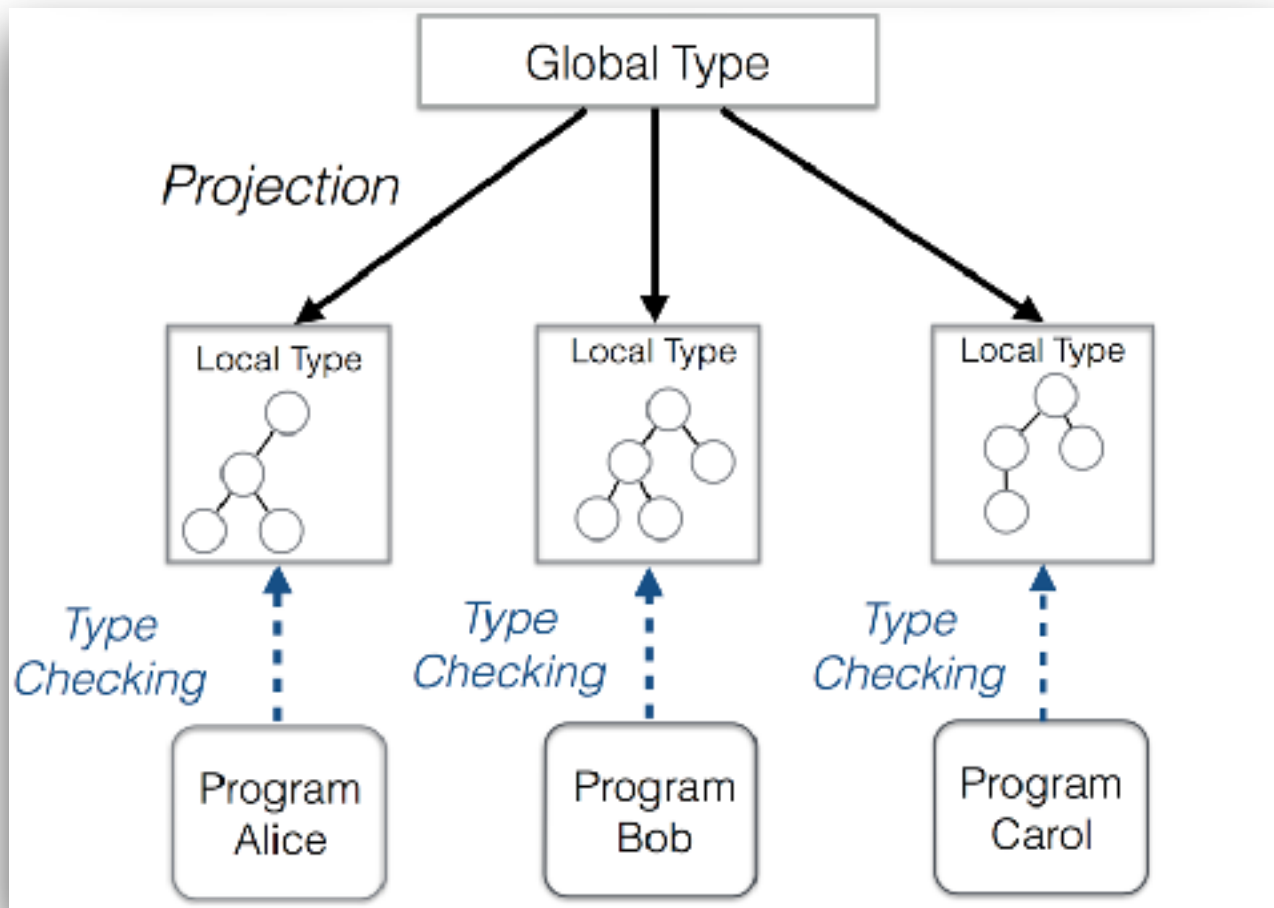 Global Type
Projection
Local Type
Local Type
Local Type
Type
Checking
Type
Checking
Type
Checking
Program
Alice
Program
Bob
Program
Carol